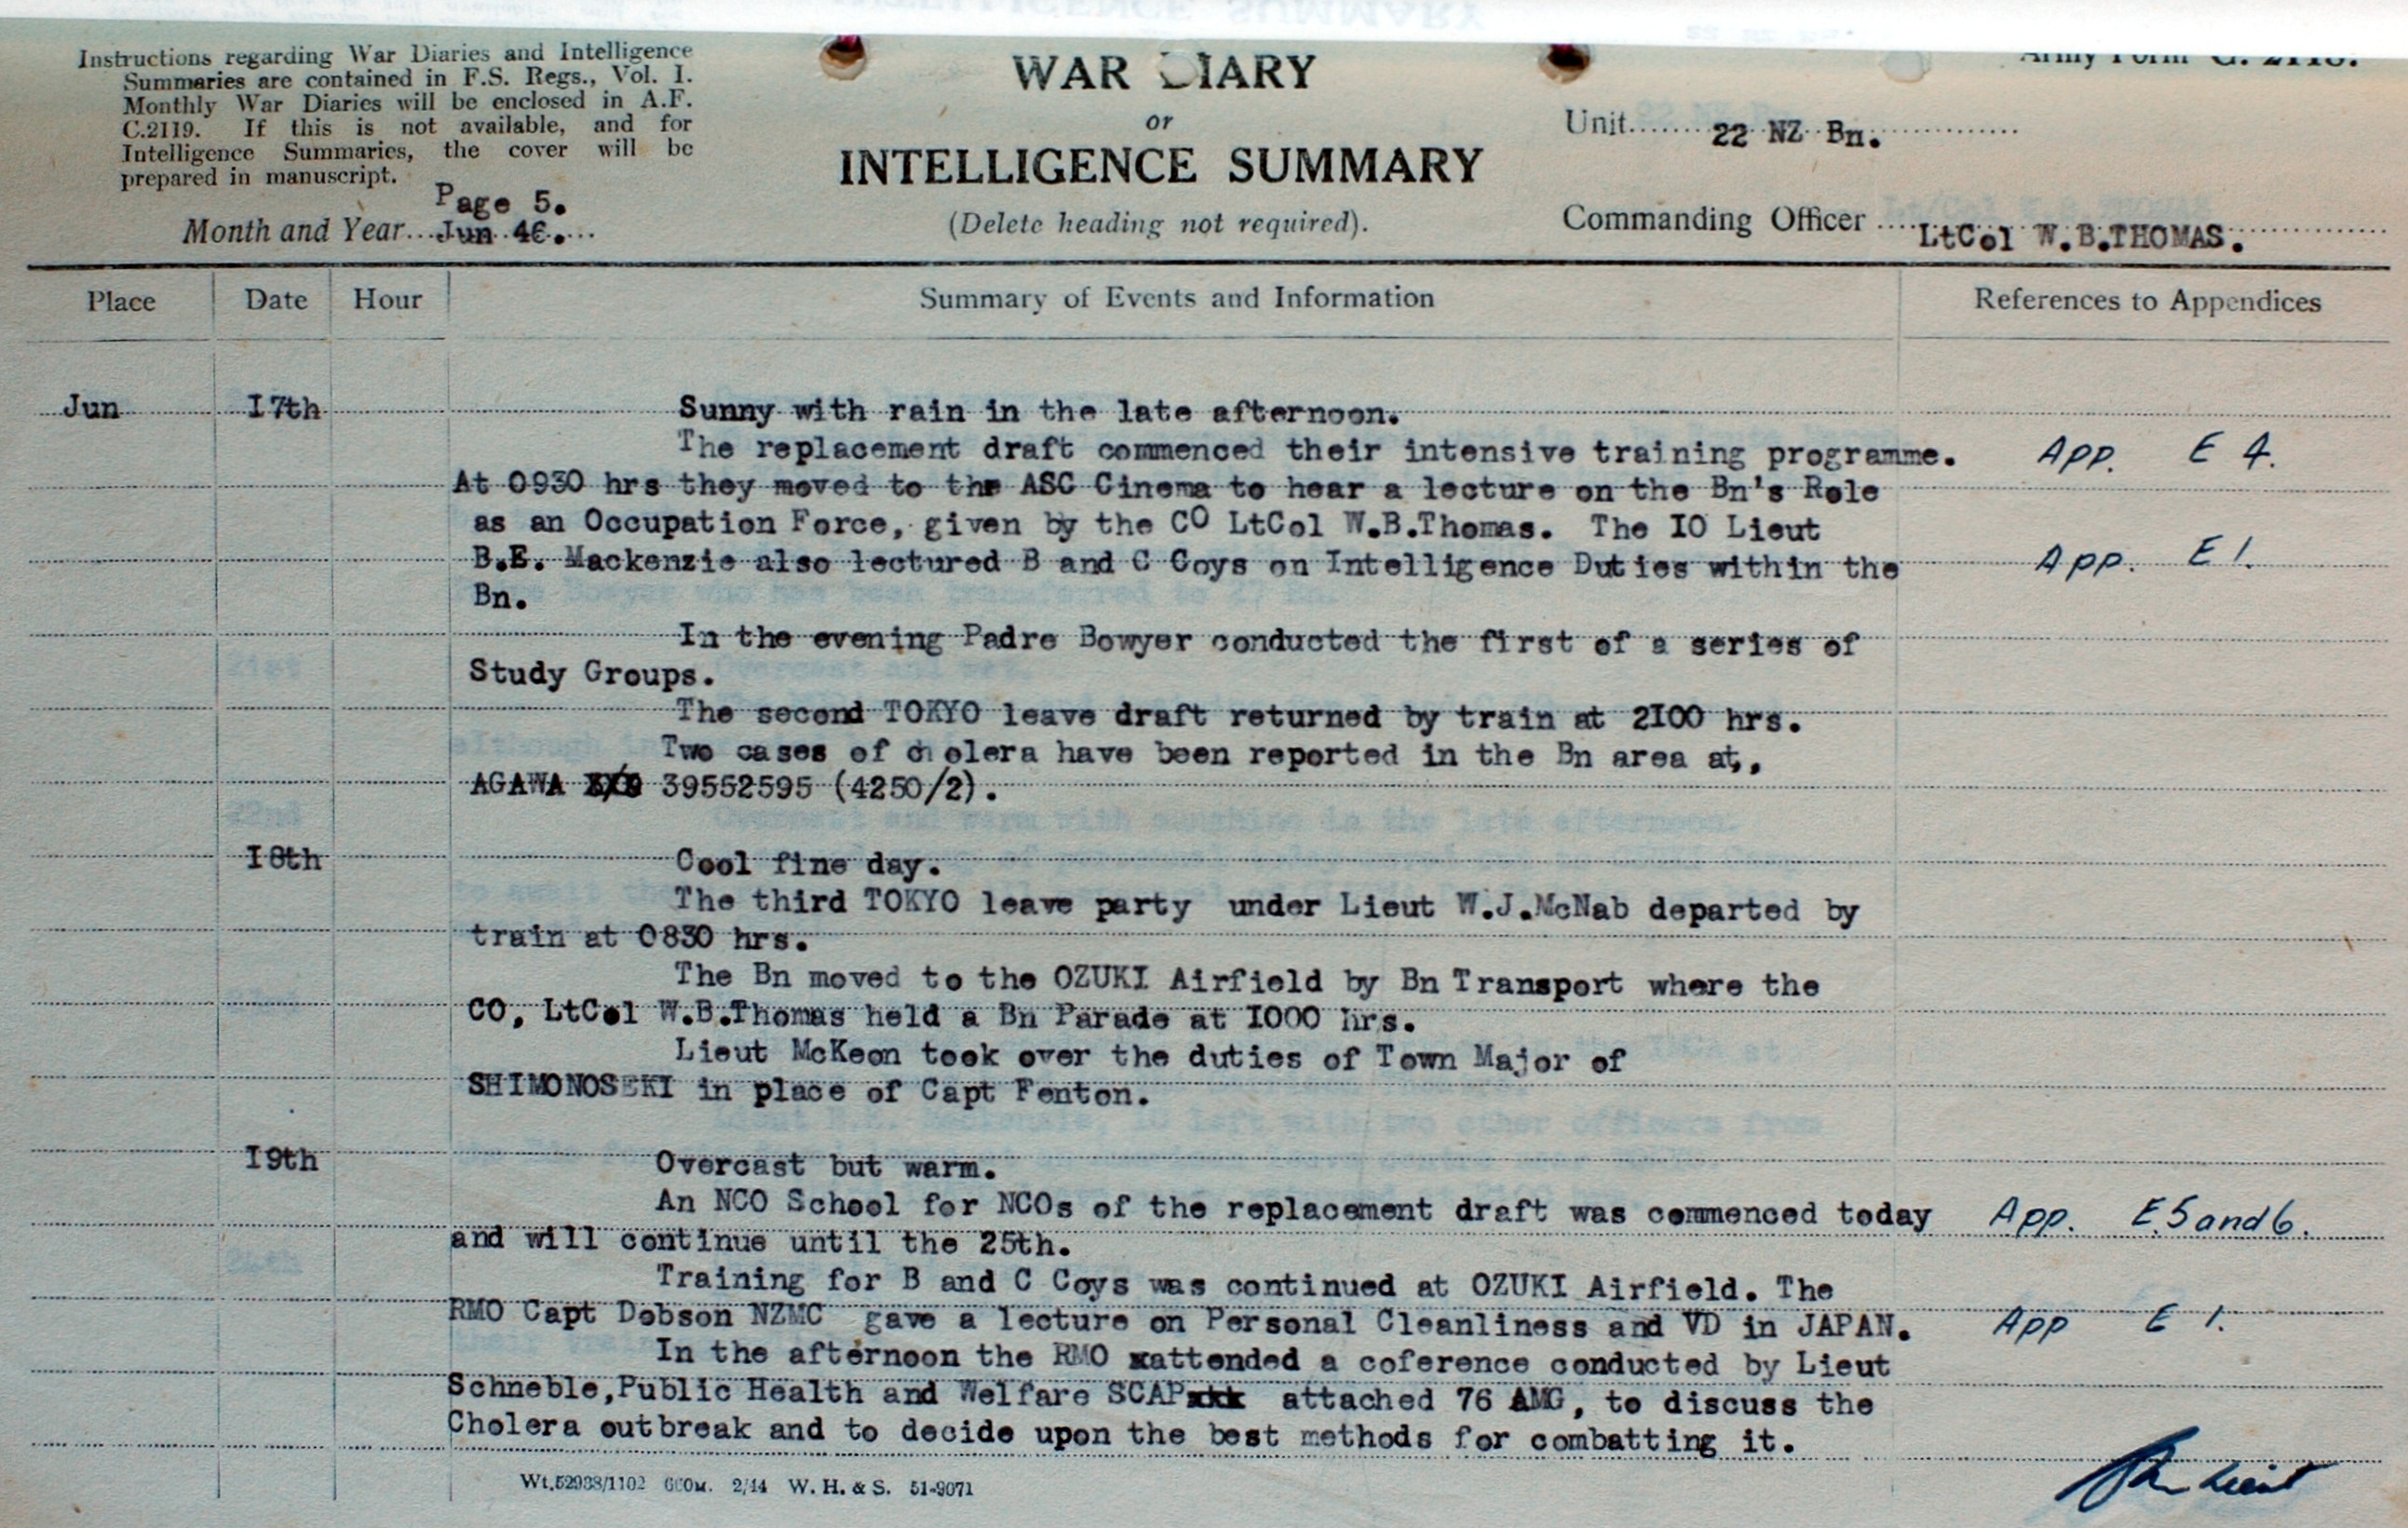 Instructions regarding War Diaries and Intelligence
Summaries are contained in F.S. Regs., Vol. I.
Monthly War Diaries will be enclosed in A.F.
C.2119. If this is not available, and for
Intelligence Summaries, the cover will be
prepared in manuscript.
Page 5.
Month and Year Jun 46.
WAR DIARY
or
INTELLIGENCE SUMMARY
(Delete heading not required).
Army Form C. 2118.
Unit 22 NZ Bn.
Commanding Officer LtCol W.B.THOMAS.
Place Date Hour Summary of Events and Information References to Appendices
Jun I7th Sunny with rain in the late afternoon.
The replacement draft commenced their intensive training programme. App. E 4.
At 0930 hrs they moved to the ASC Cinema to hear a lecture on the Bn's Role
as an Occupation Force, given by the CO LtCol W.B.Thomas. The IO Lieut
B.E. Mackenzie also lectured B and C Coys on Intelligence Duties within the App. E 1.
Bn.
In the evening Padre Bowyer conducted the first of a series of
Study Groups.
The second TOKYO leave draft returned by train at 2I00 hrs.
Two cases of cholera have been reported in the Bn area at,
AGAWA 39552595 (4250/2).
I8th Cool fine day.
The third TOKYO leave party under Lieut W.J.McNab departed by
train at 0830 hrs.
The Bn moved to the OZUKI Airfield by Bn Transport where the
CO, LtCol W.B.Thomas held a Bn Parade at I000 hrs.
Lieut McKeon took over the duties of Town Major of
SHIMONOSEKI in place of Capt Fenton.
I9th Overcast but warm.
An NCO School for NCOs of the replacement draft was commenced today App. E.5 and 6.
and will continue until the 25th.
Training for B and C Coys was continued at OZUKI Airfield. The
RMO Capt Dobson NZMC gave a lecture on Personal Cleanliness and VD in JAPAN. App E 1.
In the afternoon the RMO xattended a coference conducted by Lieut
Schneble,Public Health and Welfare SCAPxxx attached 76 AMG, to discuss the
Cholera outbreak and to decide upon the best methods for combatting it.
Wt.52938/1102 600M. 2/44 W. H. & S. 51-9071
Lieut